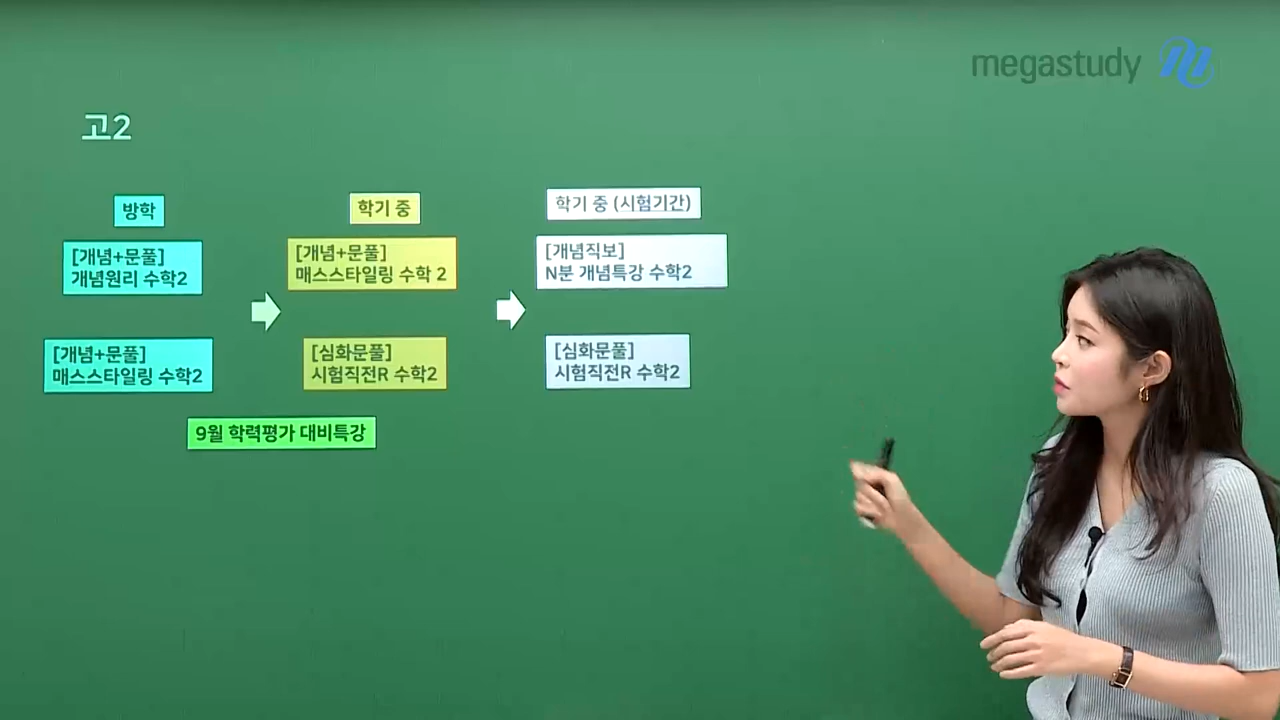 megastudy
고2
방학
[개념+문풀]
개념원리 수학2
[개념+문풀]
매스스타일링 수학2
학기 중
[개념+문풀]
매스스타일링 수학 2
[심화문풀]
시험직전R 수학2
학기 중 (시험기간)
[개념직보]
N분 개념특강 수학2
[심화문풀]
시험직전R 수학2
9월 학력평가 대비특강